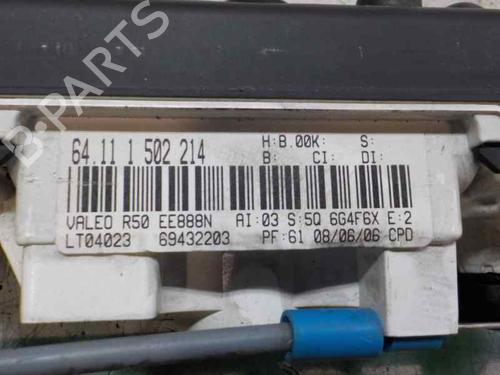 64.11 1 502 214
H:B.00K: S:
B: CI: DI:
VALEO R50 EE888N AI:03 S:5Q 6G4F6X E:2
LT04023 69432203 PF:61 08/06/06 CPD
B-PARTS